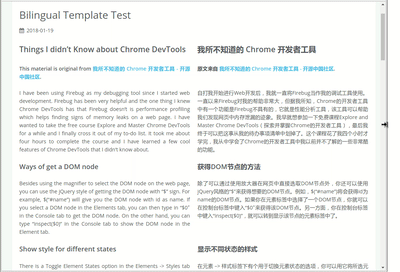 Bilingual Template Test
2018-01-19
Things I didn't Know about Chrome DevTools
This material is original from 我所不知道的 Chrome 开发者工具 - 开源
中国社区.
I have been using Firebug as my debugging tool since I started web
development. Firebug has been very helpful and the one thing I knew
Chrome DevTools has that Firebug doesn't is performance profiling
which helps finding signs of memory leaks on a web page. I have
wanted to take the free course Explore and Master Chrome DevTools
for a while and I finally cross it out of my to-do list. It took me about
four hours to complete the course and I have learned a few cool
features of Chrome DevTools that I didn't know about.
Ways of get a DOM node
Besides using the magnifier to select the DOM node on the web page,
you can use the jQuery style of getting the DOM node with "$" sign. For
example, $('#name') will give you the DOM node with id as name. If
you select a DOM node in the Elements tab, you can then type in "$0"
in the Console tab to get the DOM node. On the other hand, you can
type "inspect($0)" in the Console tab to show the DOM node in the
Element tab.
Show style for different states
There is a Toggle Element Options option in the Elements -> Styles tab
我所不知道的 Chrome 开发者工具
原文来自 我所不知道的 Chrome 开发者工具 - 开源中国社区.
自打我开始进行Web开发后，我就一直将Firebug当作我的调试工具使用。
一直以来Firebug对我的帮助非常大，但据我所知，Chrome的开发者工具
中有一个功能是Firebug不具有的，它就是性能分析工具，该工具可以帮助
我们发现网页中内存泄漏的迹象。我早就想参加一下免费课程Explore and
Master Chrome DevTools（探索并掌握Chrome的开发者工具），最后我
终于可以把这事从我的待办事项清单中划掉了。这个课程花了我四个小时才
学完，我从中学会了Chrome的开发者工具中我以前并不了解的一些非常酷
的功能。
获得DOM节点的方法
除了可以通过使用放大器在网页中直接选取DOM节点外，你还可以使用
jQuery风格的"$"来获得想要的DOM节点。例如，$('#name')将会获得id为
name的DOM节点。如果你在元素标签中选择了一个DOM节点，你就可以
在控制台标签中键入"$0"来获得该DOM节点。另一方面，你在控制台标签
中键入"inspect($0)"，就可以转到显示该节点的元素标签中了。
显示不同状态的样式
在元素 -> 样式标签下有个用于切换元素状态的选项，你可以用它将所选元